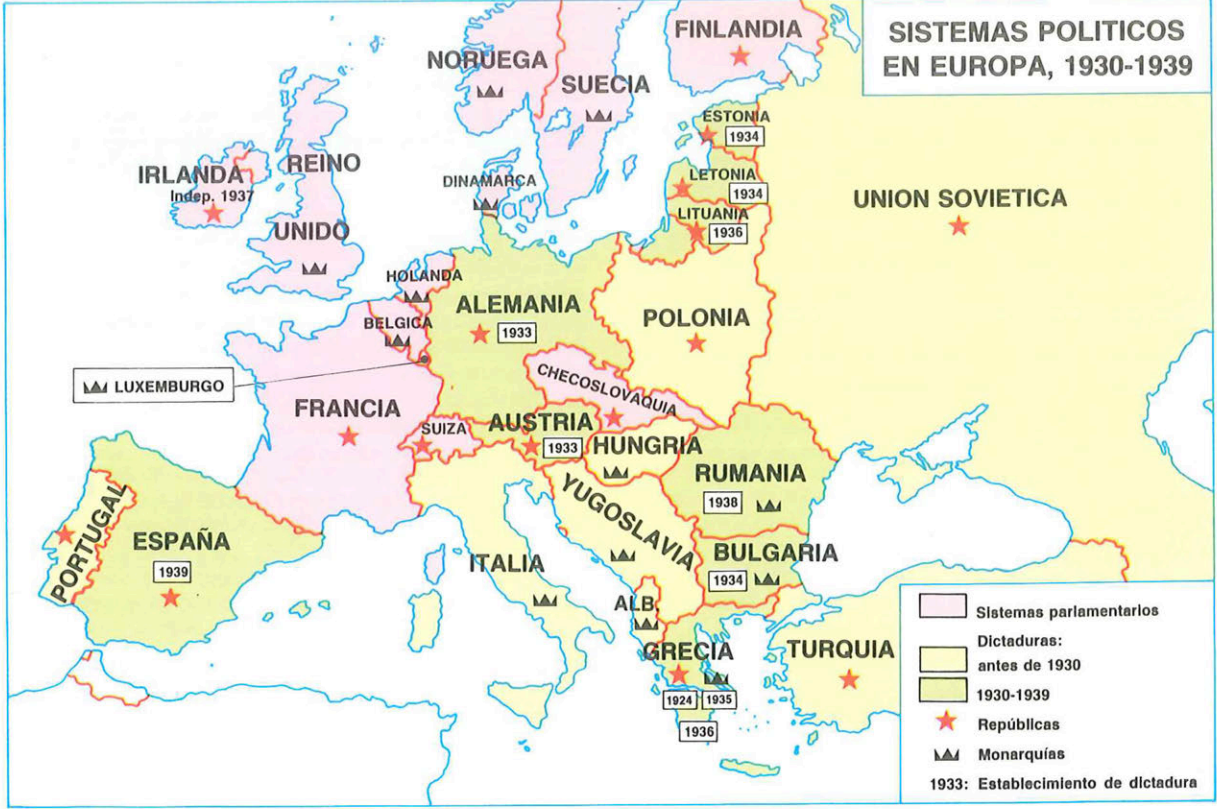 SISTEMAS POLITICOS
EN EUROPA, 1930-1939
FINLANDIA
NORUEGA
SUECIA
ESTONIA
1934
IRLANDA
Indep. 1937
REINO
UNIDO
DINAMARCA
LETONIA
1934
LITUANIA
1936
UNION SOVIETICA
HOLANDA
ALEMANIA
1933
POLONIA
BELGICA
LUXEMBURGO
CHECOSLOVAQUIA
FRANCIA
SUIZA
AUSTRIA
1933
HUNGRIA
RUMANIA
1938
PORTUGAL
ESPAÑA
1939
YUGOSLAVIA
BULGARIA
1934
ITALIA
ALB.
GRECIA
1924
1935
1936
TURQUIA
Sistemas parlamentarios
Dictaduras:
antes de 1930
1930-1939
Repúblicas
Monarquías
1933: Establecimiento de dictadura